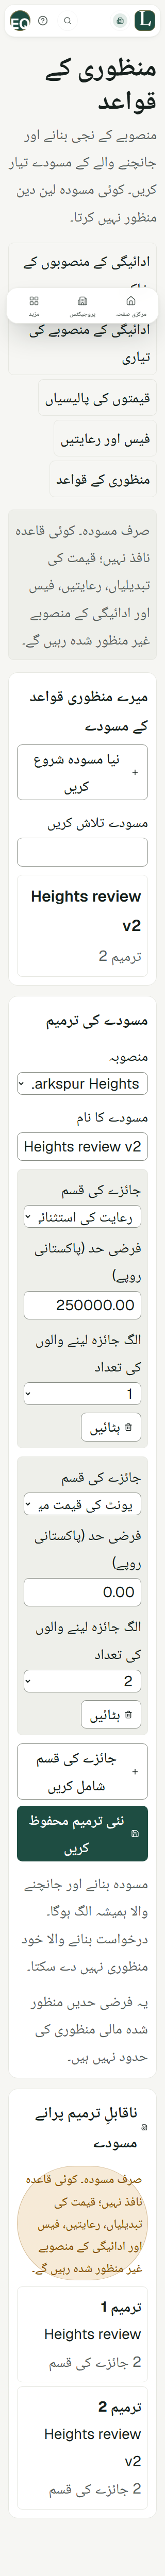 L
EQ
منظوری کے
قواعد
منصوبے کے نجی بنانے اور
جانچنے والے کے مسودے تیار
کریں۔ کوئی مسودہ لین دین
منظور نہیں کرتا۔
ادائیگی کے منصوبوں کے
مرکزی صفحہ
پروجیکٹس
مزید
ادائیگی کے منصوبے کی
تیاری
قیمتوں کی پالیسیاں
فیس اور رعایتیں
منظوری کے قواعد
صرف مسودہ۔ کوئی قاعدہ
نافذ نہیں؛ قیمت کی
تبدیلیاں، رعایتیں، فیس
اور ادائیگی کے منصوبے
غیر منظور شدہ رہیں گے۔
میرے منظوری قواعد
کے مسودے
+ نیا مسودہ شروع
کریں
مسودے تلاش کریں
Heights review
v2
ترمیم 2
مسودے کی ترمیم
منصوبہ
arkspur Heights.
مسودے کا نام
Heights review v2
جائزے کی قسم
رعایت کی استثنائی
فرضی حد (پاکستانی
روپے)
250000.00
الگ جائزہ لینے والوں
کی تعداد
1
ہٹائیں
جائزے کی قسم
یونٹ کی قیمت می
فرضی حد (پاکستانی
روپے)
0.00
الگ جائزہ لینے والوں
کی تعداد
2
ہٹائیں
+ جائزے کی قسم
شامل کریں
نئی ترمیم محفوظ
کریں
مسودہ بنانے اور جانچنے
والا ہمیشہ الگ ہوگا۔
درخواست بنانے والا خود
منظوری نہیں دے سکتا۔
یہ فرضی حدیں منظور
شدہ مالی منظوری کی
حدود نہیں ہیں۔
ناقابلِ ترمیم پرانے
مسودے
صرف مسودہ۔ کوئی قاعدہ
نافذ نہیں؛ قیمت کی
تبدیلیاں، رعایتیں، فیس
اور ادائیگی کے منصوبے
غیر منظور شدہ رہیں گے۔
ترمیم 1
Heights review
2 جائزے کی قسم
ترمیم 2
Heights review
v2
2 جائزے کی قسم